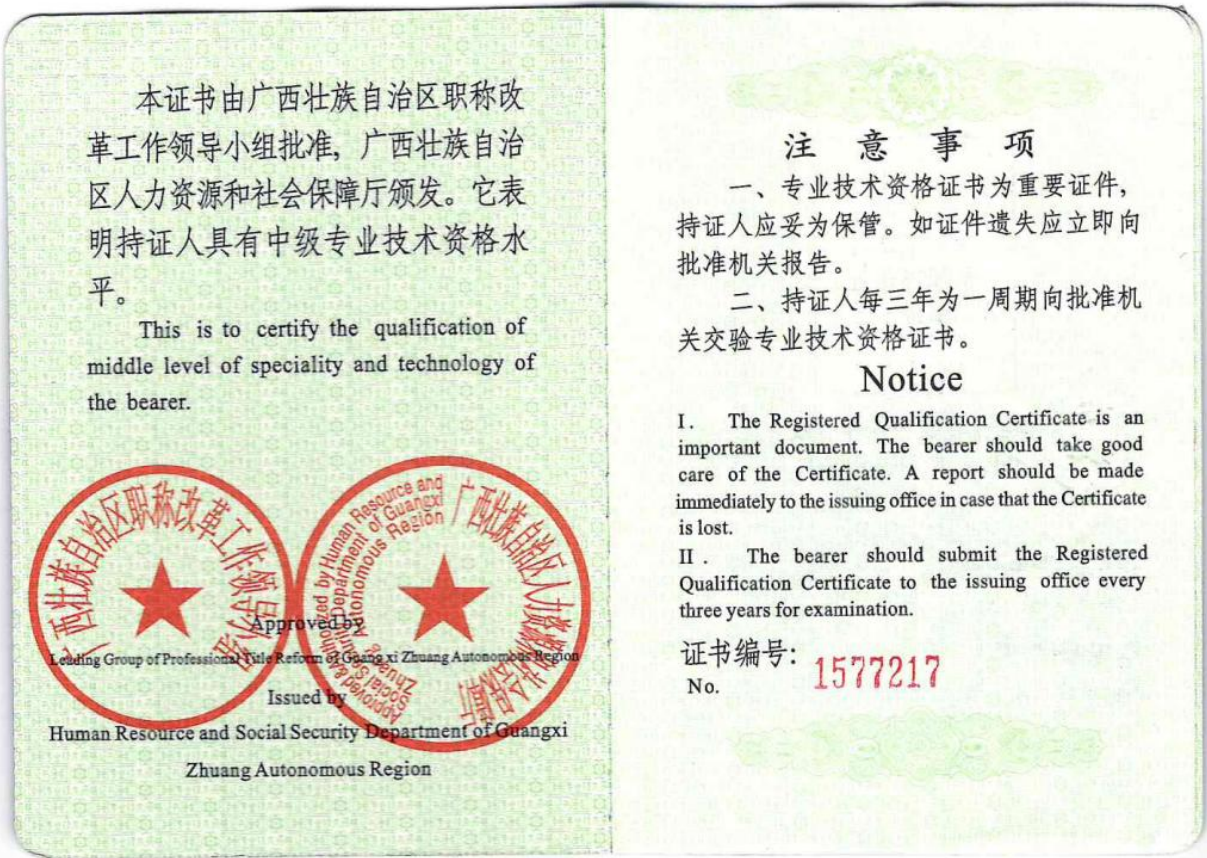 本证书由广西壮族自治区职称改
革工作领导小组批准，广西壮族自治
区人力资源和社会保障厅颁发。它表
明持证人具有中级专业技术资格水
平。
This is to certify the qualification of
middle level of speciality and technology of
the bearer.
广西壮族自治区职称改革工作领导小组
广西壮族自治区人力资源和社会保障厅
Approved & Authorized by Human Resource and
Social Security Department of Guangxi
Zhuang Autonomous Region
Approved by
Leading Group of Professional Title Reform of Guang xi Zhuang Autonomous Region
Issued by
Human Resource and Social Security Department of Guangxi
Zhuang Autonomous Region
注意事项
一、专业技术资格证书为重要证件，
持证人应妥为保管。如证件遗失应立即向
批准机关报告。
二、持证人每三年为一周期向批准机
关交验专业技术资格证书。
Notice
I. The Registered Qualification Certificate is an
important document. The bearer should take good
care of the Certificate. A report should be made
immediately to the issuing office in case that the Certificate
is lost.
II. The bearer should submit the Registered
Qualification Certificate to the issuing office every
three years for examination.
证书编号：
No. 1577217